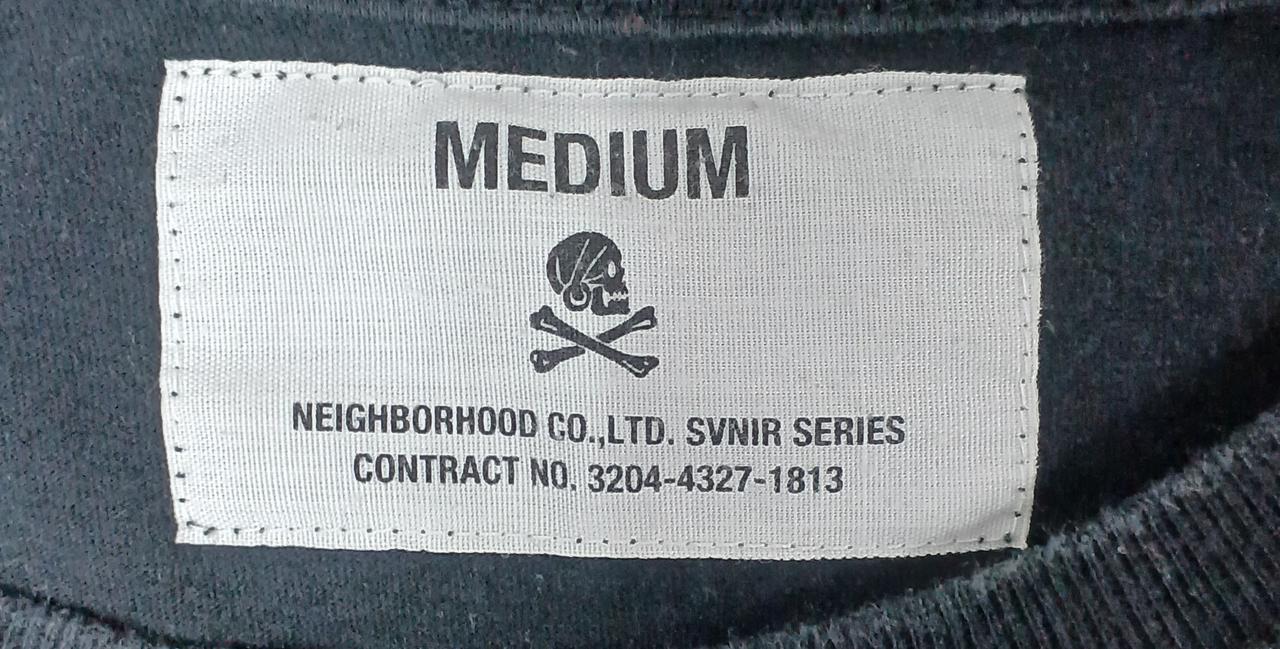 MEDIUM
NEIGHBORHOOD CO.,LTD. SVNIR SERIES
CONTRACT NO. 3204-4327-1813